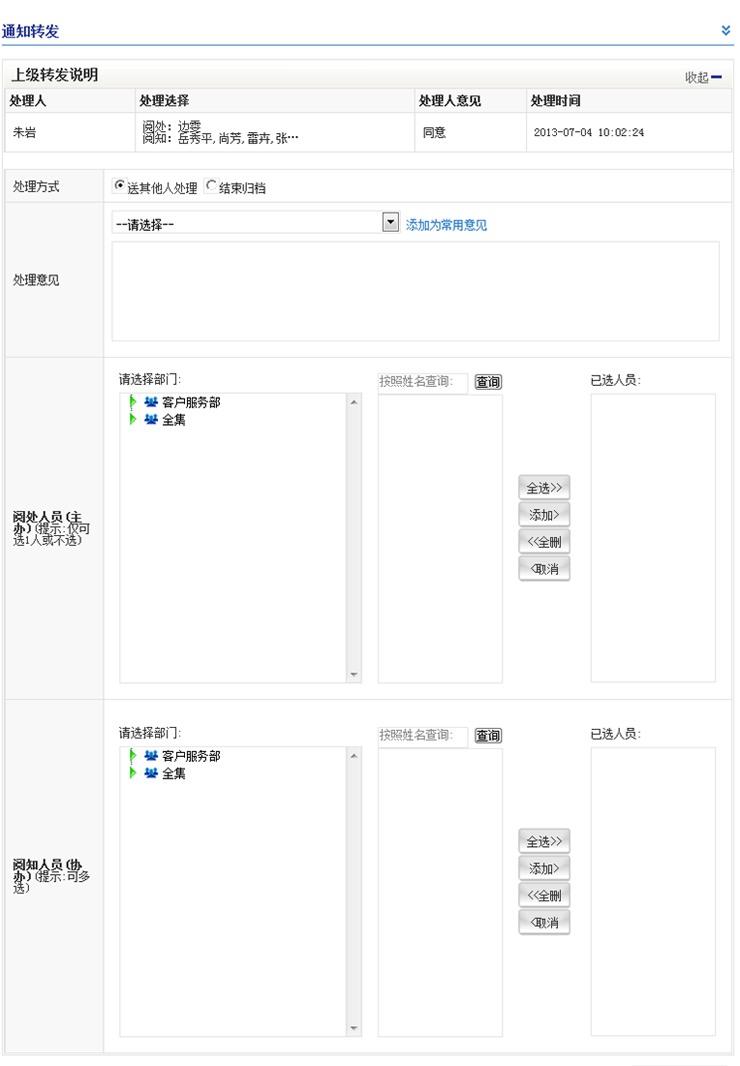 通知转发
上级转发说明 收起
处理人 处理选择 处理人意见 处理时间
朱岩 阅处：边雩 同意 2013-07-04 10:02:24
阅知：岳秀平,尚芳,雷卉,张…
处理方式 送其他人处理 结束归档
--请选择-- 添加为常用意见
处理意见
请选择部门: 按照姓名查询: 查询 已选人员:
客户服务部
全集
阅处人员(主
办)(提示:仅可
选1人或不选)
全选>>
添加>
<<全删
<取消
请选择部门: 按照姓名查询: 查询 已选人员:
客户服务部
全集
阅知人员(协
办)(提示:可多
选)
全选>>
添加>
<<全删
<取消